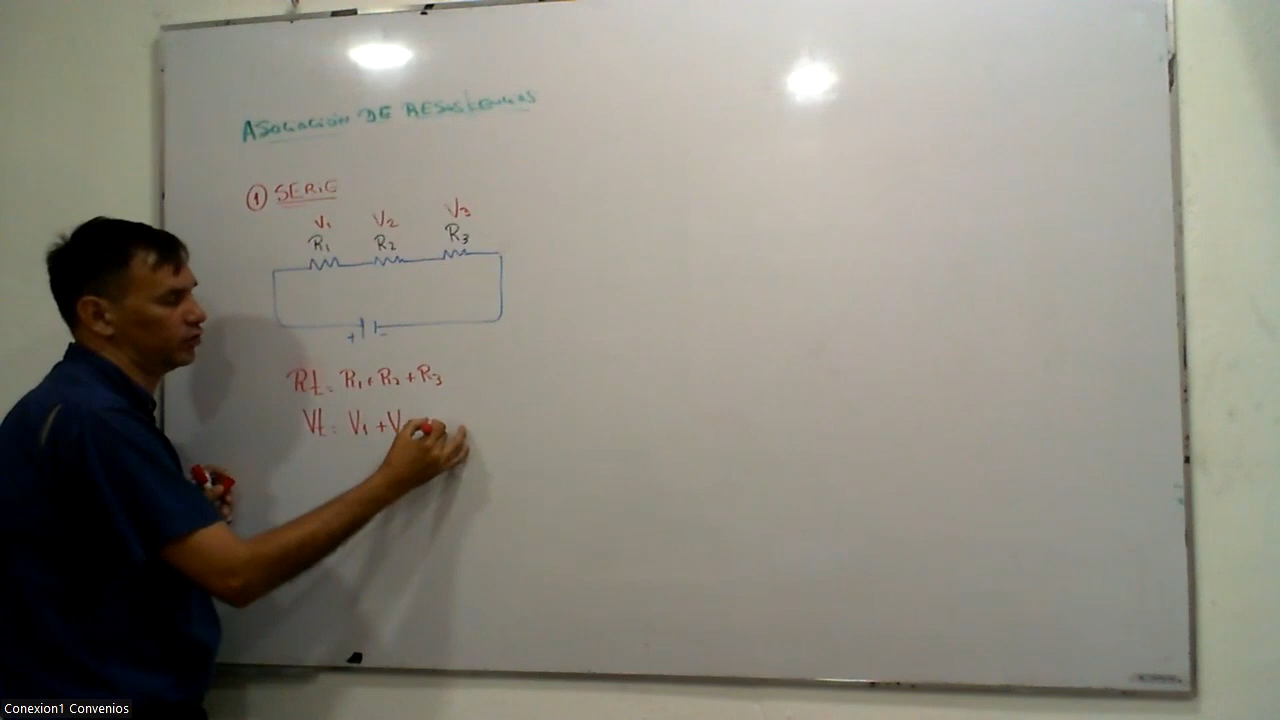 ASOCIACIÓN DE RESISTENCIAS
1 SERIE
V1 V2 V3
R1 R2 R3
+ -
Rt = R1 + R2 + R3
Vt = V1 + V
Conexion1 Convenios